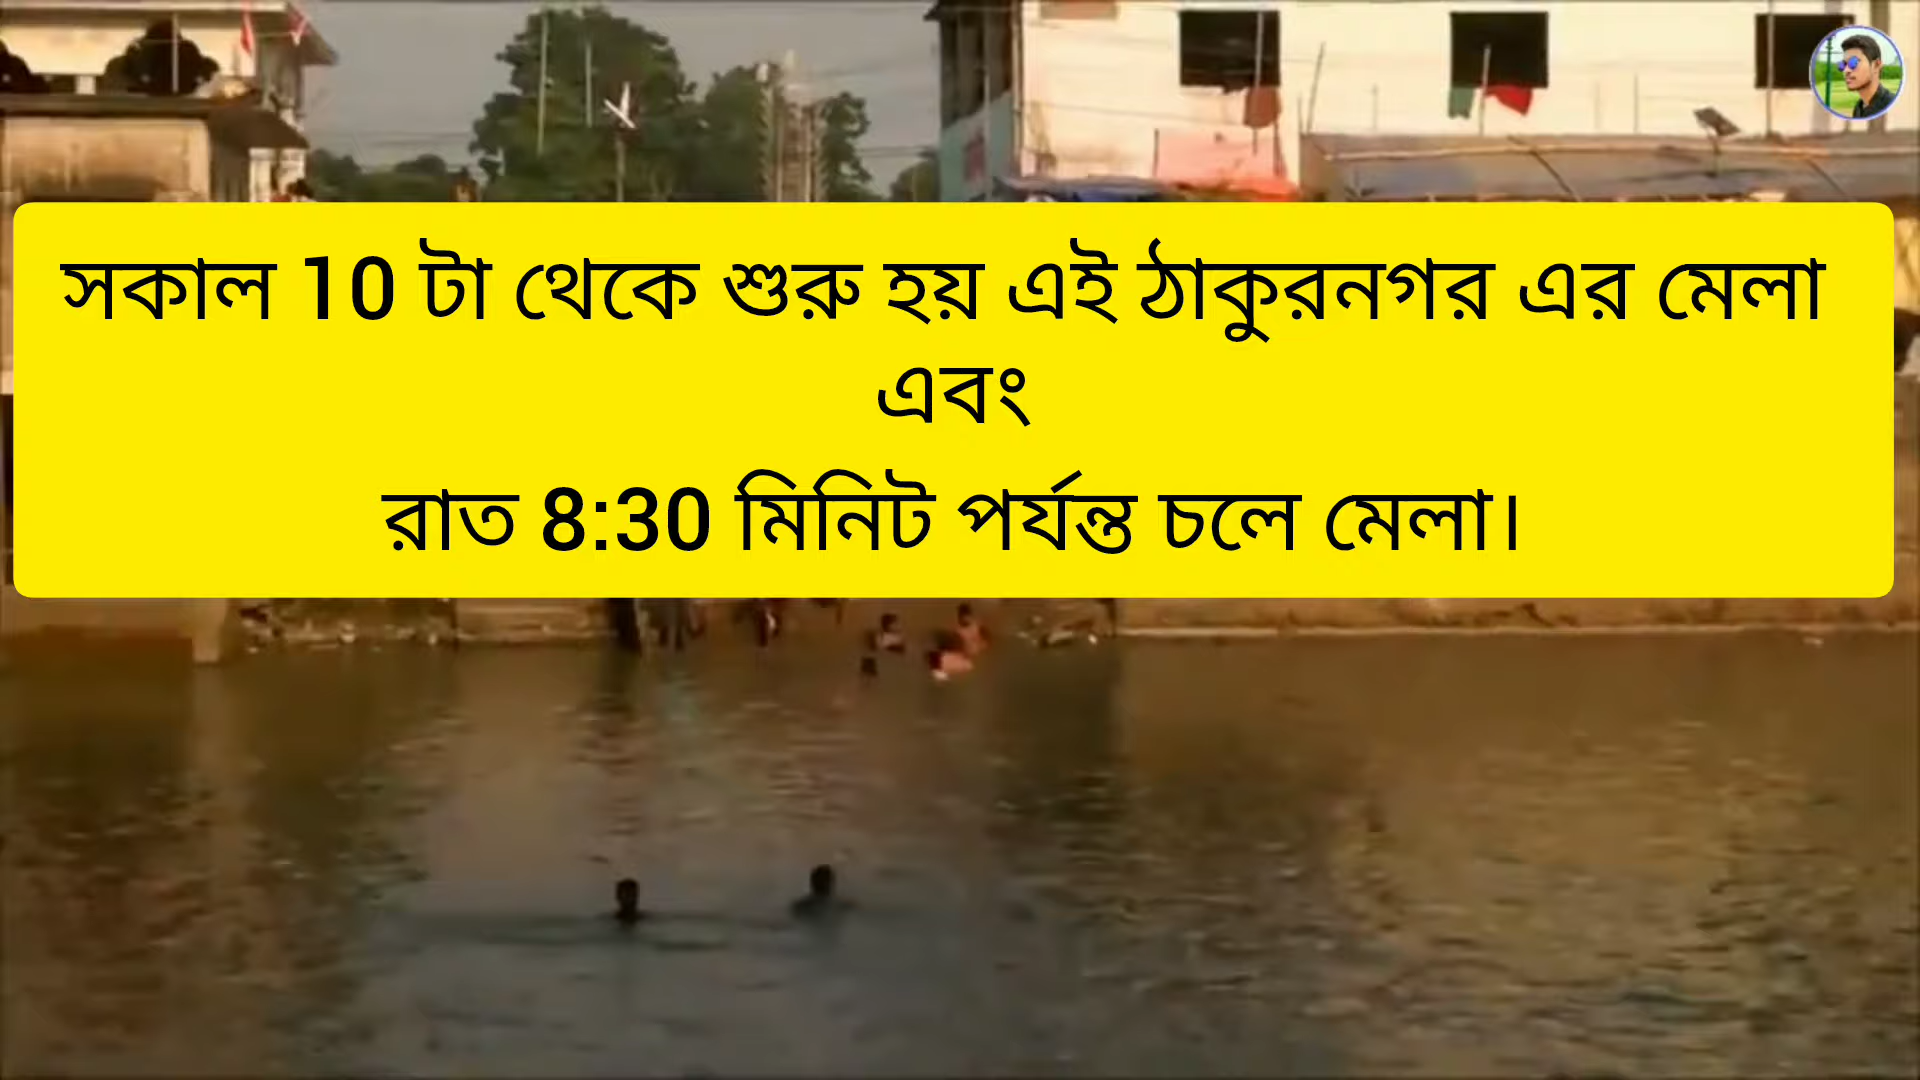 সকাল 10 টা থেকে শুরু হয় এই ঠাকুরনগর এর মেলা
এবং
রাত 8:30 মিনিট পর্যন্ত চলে মেলা।